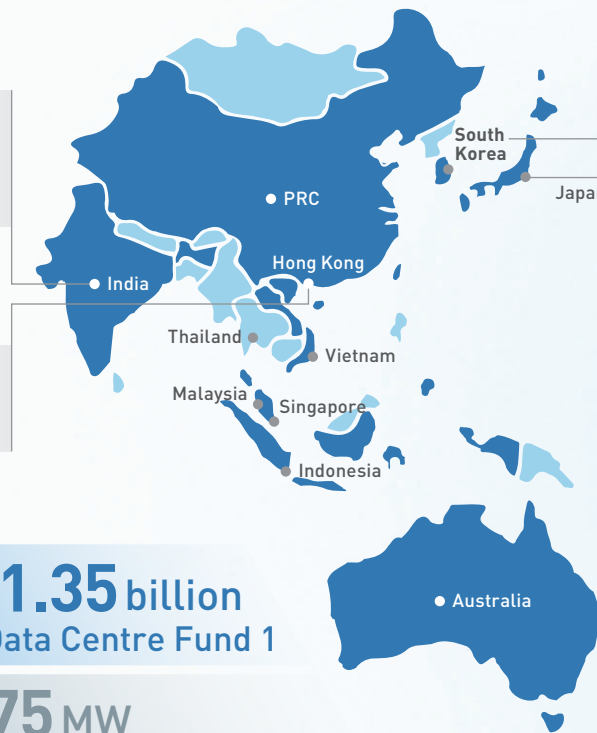 South
Korea
Japa
PRC
Hong Kong
India
Thailand
Vietnam
Malaysia
Singapore
Indonesia
1.35 billion
Data Centre Fund 1
Australia
75 MW